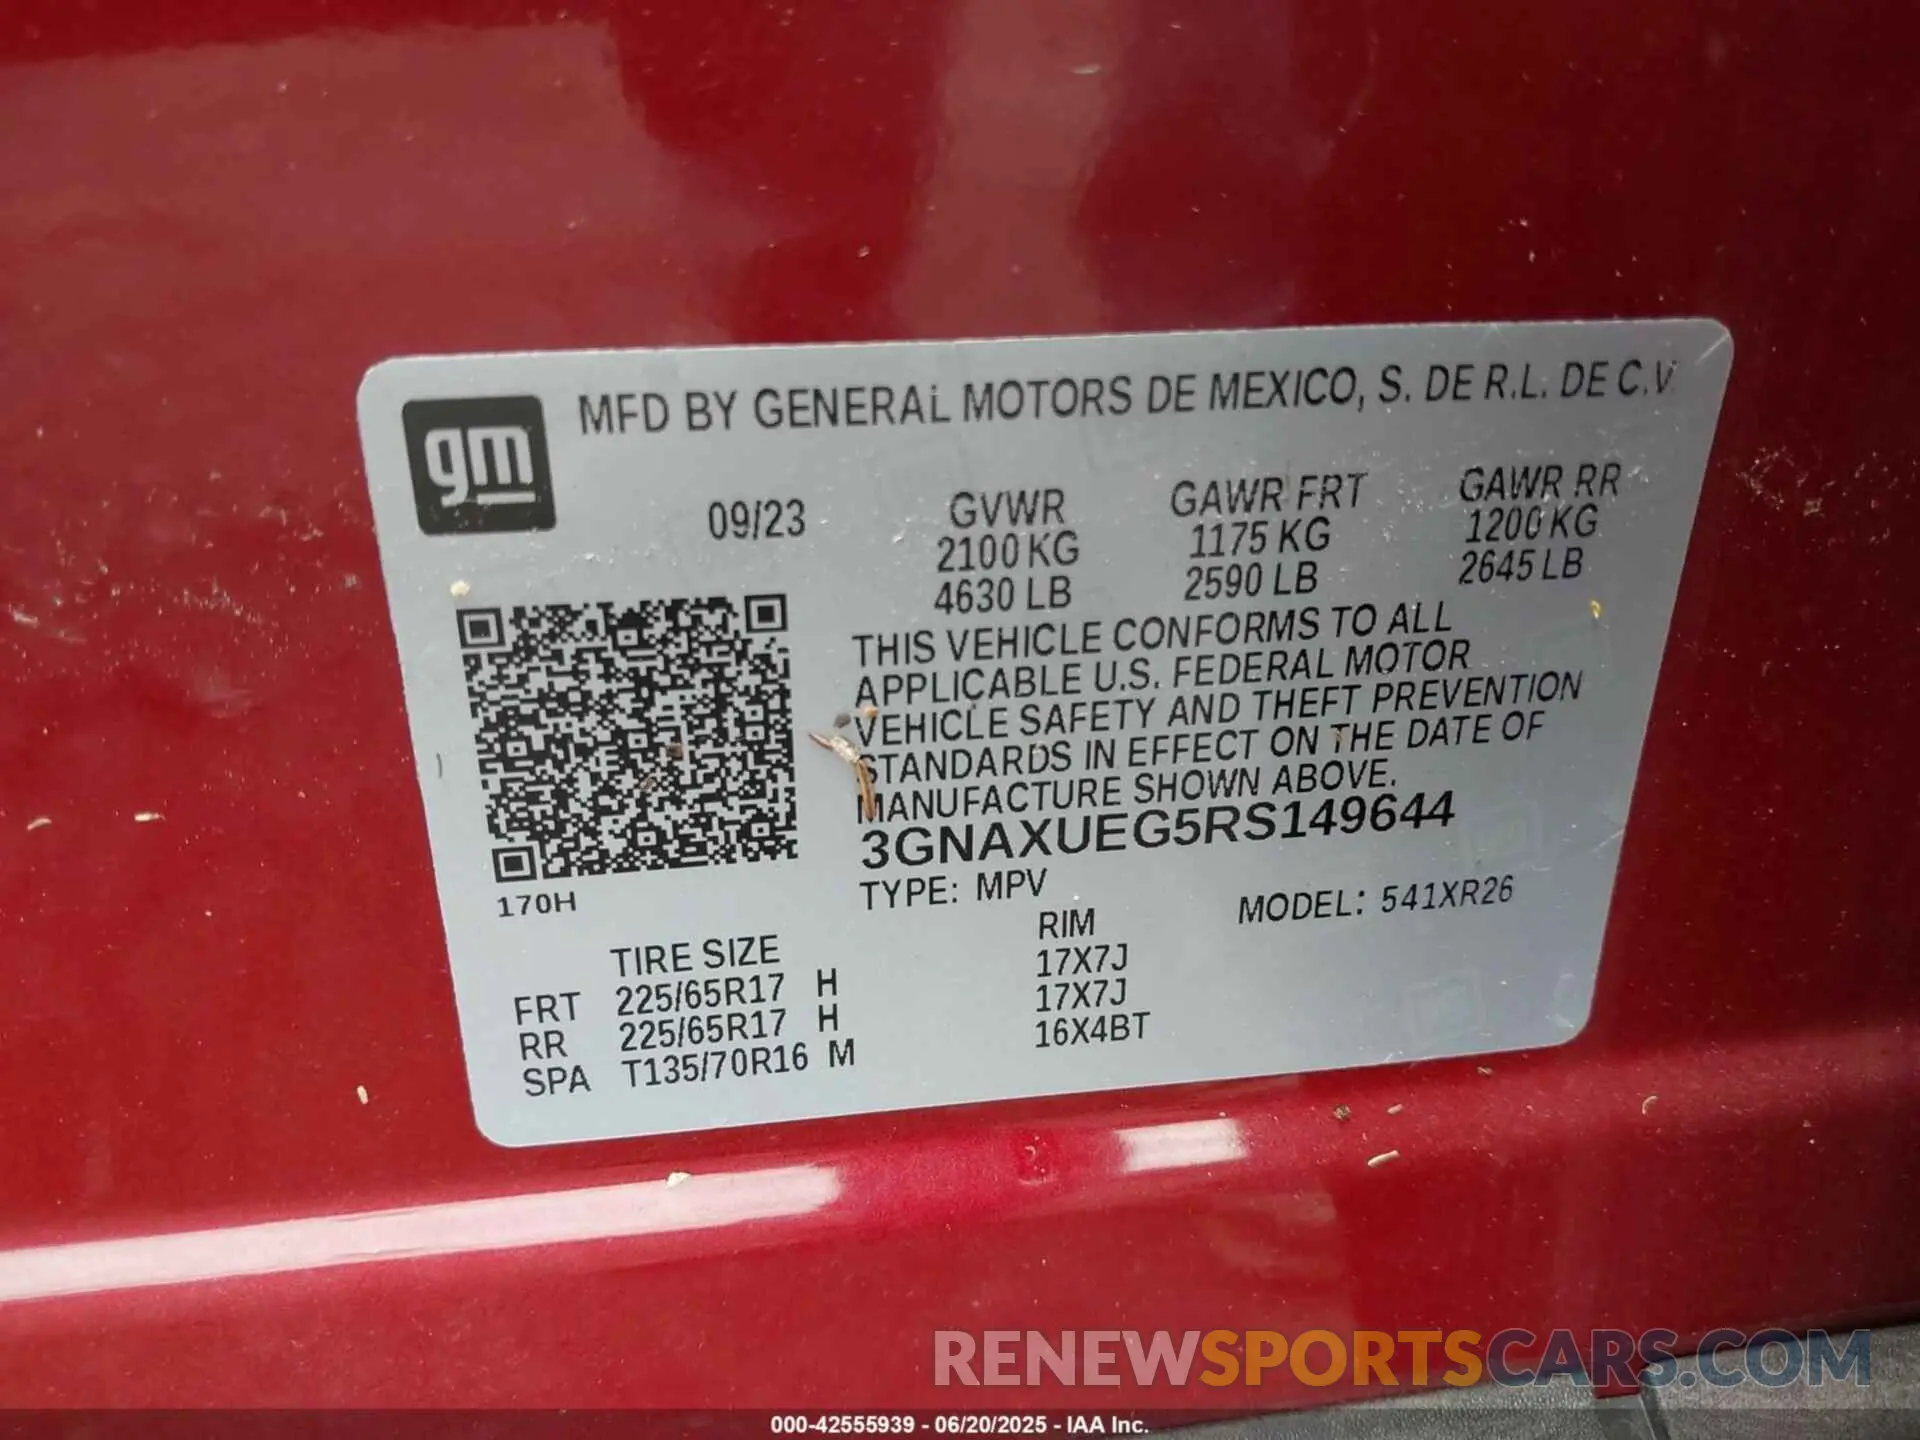 gm
MFD BY GENERAL MOTORS DE MEXICO, S. DE R.L. DE C.V.
09/23 GVWR GAWR FRT GAWR RR
2100 KG 1175 KG 1200 KG
4630 LB 2590 LB 2645 LB
THIS VEHICLE CONFORMS TO ALL
APPLICABLE U.S. FEDERAL MOTOR
VEHICLE SAFETY AND THEFT PREVENTION
STANDARDS IN EFFECT ON THE DATE OF
MANUFACTURE SHOWN ABOVE.
3GNAXUEG5RS149644
170H
TYPE: MPV MODEL: 541XR26
TIRE SIZE RIM
FRT 225/65R17 H 17X7J
RR 225/65R17 H 17X7J
SPA T135/70R16 M 16X4BT
RENEWSPORTSCARS.COM
000-42555939 - 06/20/2025 - IAA Inc.